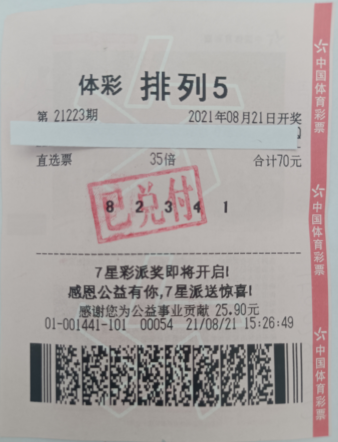 体彩 排列5
第 21223期 2021年08月21日开奖
直选票 35倍 合计70元
8 2 3 4 1
已兑付
7星彩派奖即将开启!
感恩公益有你,7星派送惊喜!
感谢您为公益事业贡献 25.90元
01-001441-101 00054 21/08/21 15:26:49
中国体育彩票
中国体育彩票
中国体育彩票